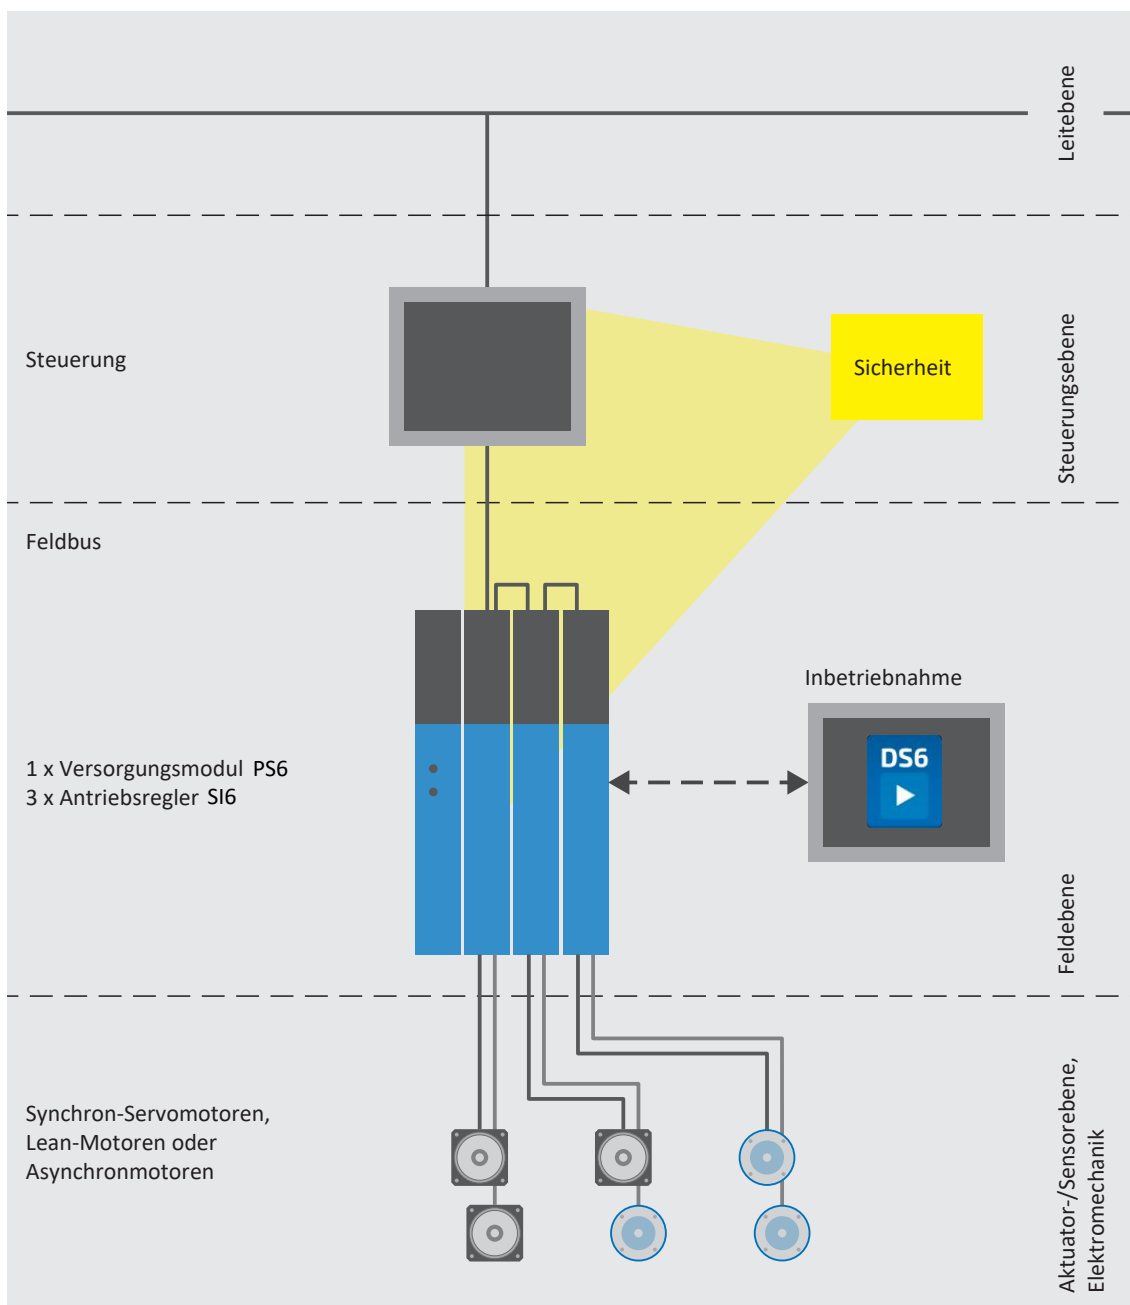 Leitebene
Steuerung
Sicherheit
Steuerungsebene
Feldbus
Inbetriebnahme
DS6
1 x Versorgungsmodul PS6
3 x Antriebsregler SI6
Feldebene
Synchron-Servomotoren,
Lean-Motoren oder
Asynchronmotoren
Aktuator-/Sensorebene,
Elektromechanik